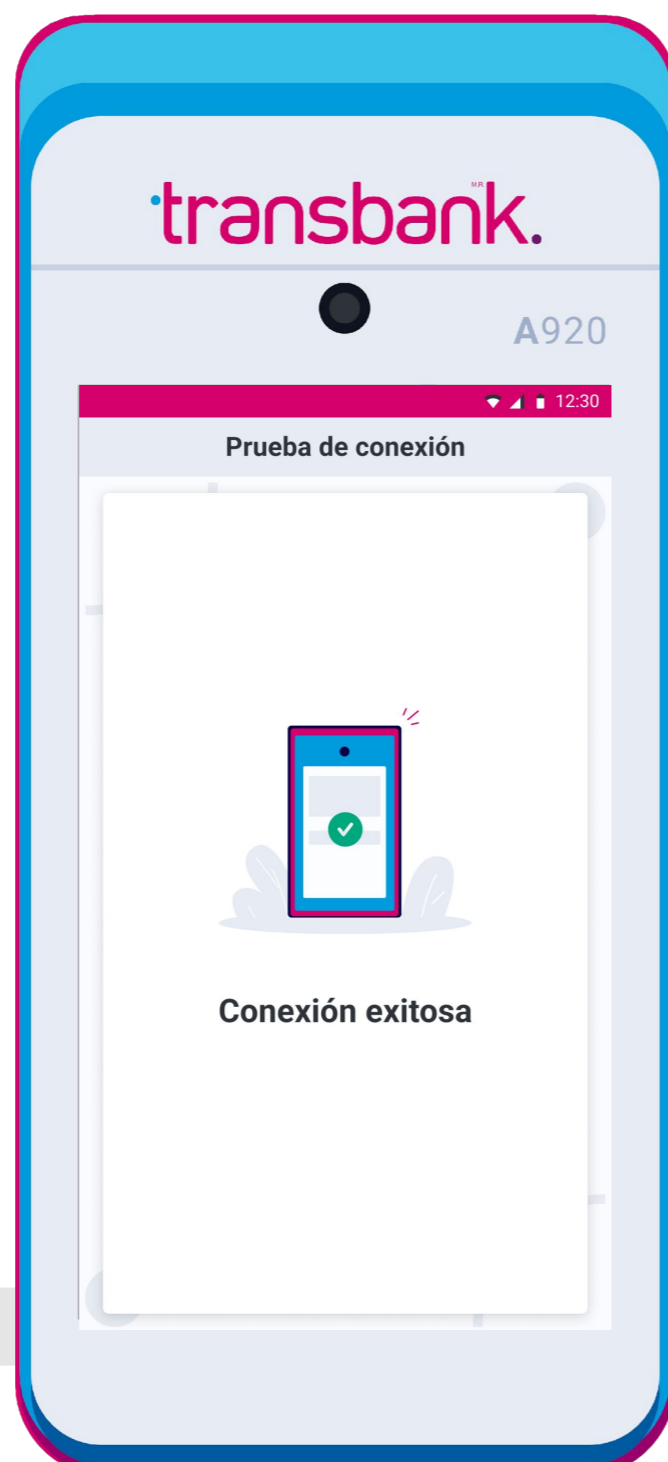 transbank.
M.R.
A920
12:30
Prueba de conexión
Conexión exitosa